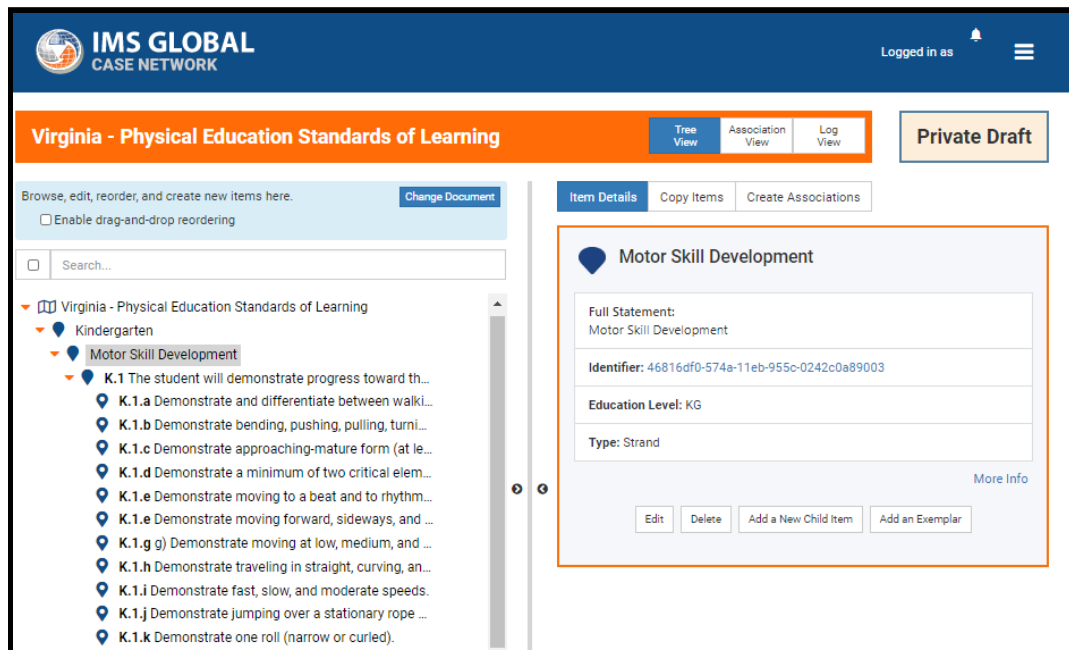 IMS GLOBAL
CASE NETWORK
Logged in as
Virginia - Physical Education Standards of Learning
Tree
View
Association
View
Log
View
Private Draft
Browse, edit, reorder, and create new items here.
Change Document
Enable drag-and-drop reordering
Search...
Virginia - Physical Education Standards of Learning
Kindergarten
Motor Skill Development
K.1 The student will demonstrate progress toward th...
K.1.a Demonstrate and differentiate between walki...
K.1.b Demonstrate bending, pushing, pulling, turni...
K.1.c Demonstrate approaching-mature form (at le...
K.1.d Demonstrate a minimum of two critical elem...
K.1.e Demonstrate moving to a beat and to rhythm...
K.1.e Demonstrate moving forward, sideways, and ...
K.1.g g) Demonstrate moving at low, medium, and ...
K.1.h Demonstrate traveling in straight, curving, an...
K.1.i Demonstrate fast, slow, and moderate speeds.
K.1.j Demonstrate jumping over a stationary rope ...
K.1.k Demonstrate one roll (narrow or curled).
Item Details
Copy Items
Create Associations
Motor Skill Development
Full Statement:
Motor Skill Development
Identifier: 46816df0-574a-11eb-955c-0242c0a89003
Education Level: KG
Type: Strand
More Info
Edit
Delete
Add a New Child Item
Add an Exemplar